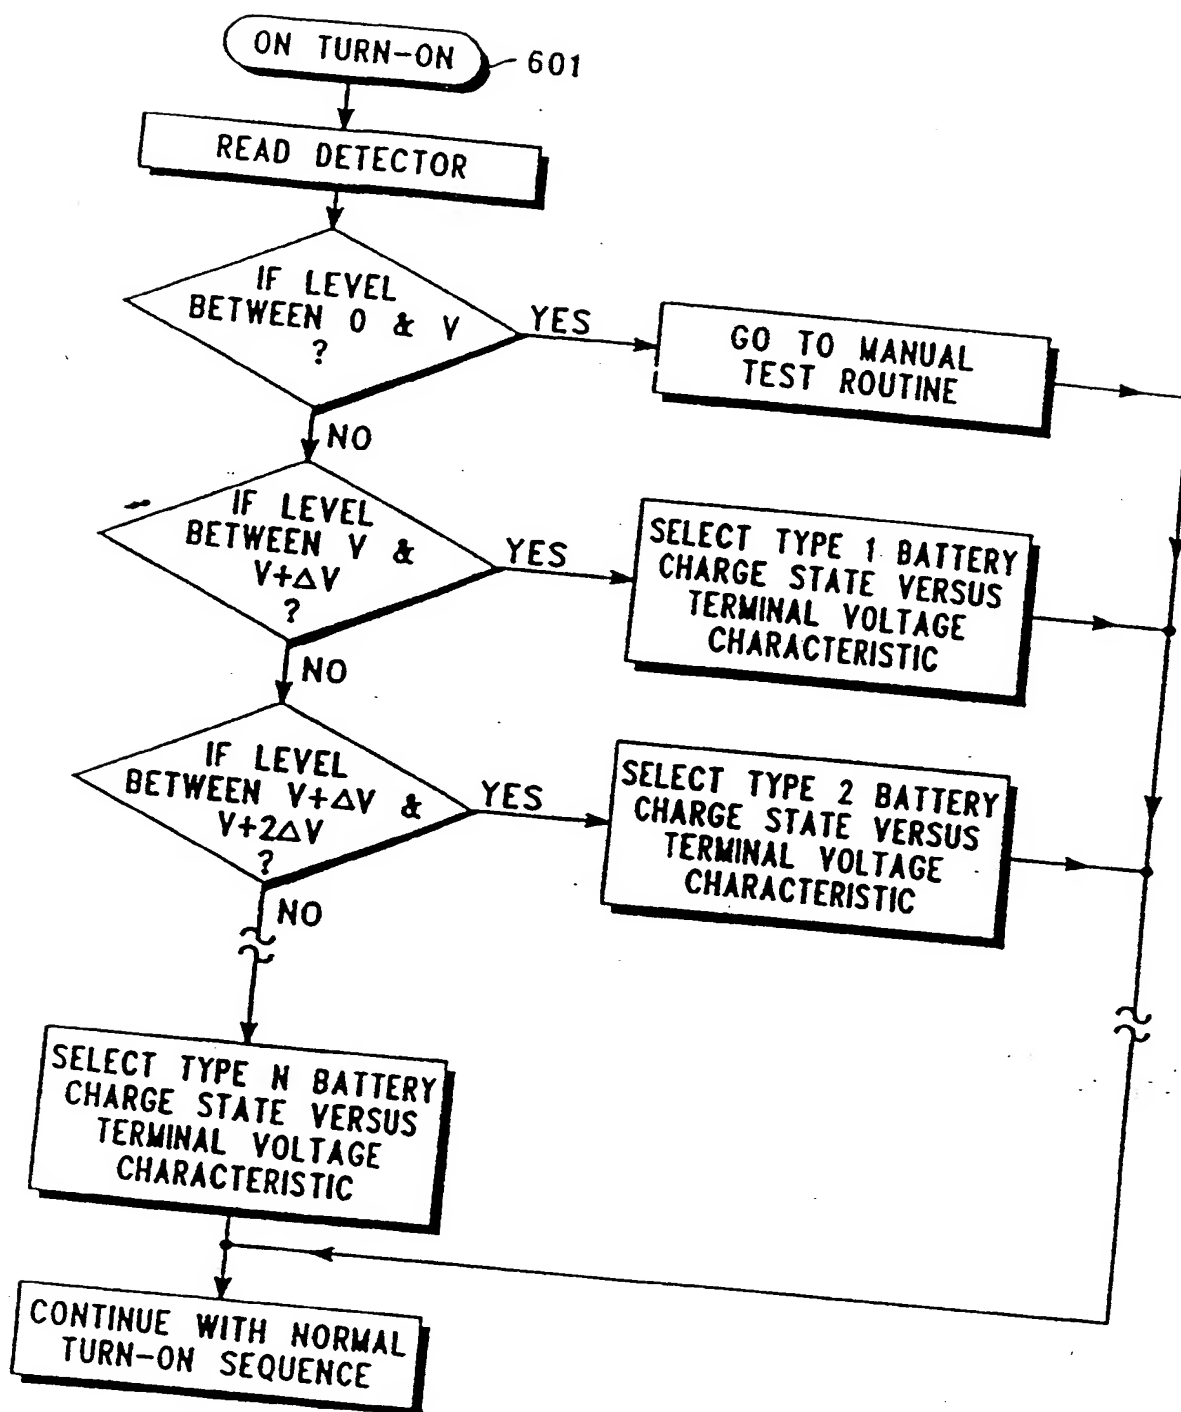 ON TURN-ON
601
READ DETECTOR
IF LEVEL
BETWEEN 0 & V
?
YES
GO TO MANUAL
TEST ROUTINE
NO
IF LEVEL
BETWEEN V &
V+ΔV
?
YES
SELECT TYPE 1 BATTERY
CHARGE STATE VERSUS
TERMINAL VOLTAGE
CHARACTERISTIC
NO
IF LEVEL
BETWEEN V+ΔV &
V+2ΔV
?
YES
SELECT TYPE 2 BATTERY
CHARGE STATE VERSUS
TERMINAL VOLTAGE
CHARACTERISTIC
NO
SELECT TYPE N BATTERY
CHARGE STATE VERSUS
TERMINAL VOLTAGE
CHARACTERISTIC
CONTINUE WITH NORMAL
TURN-ON SEQUENCE